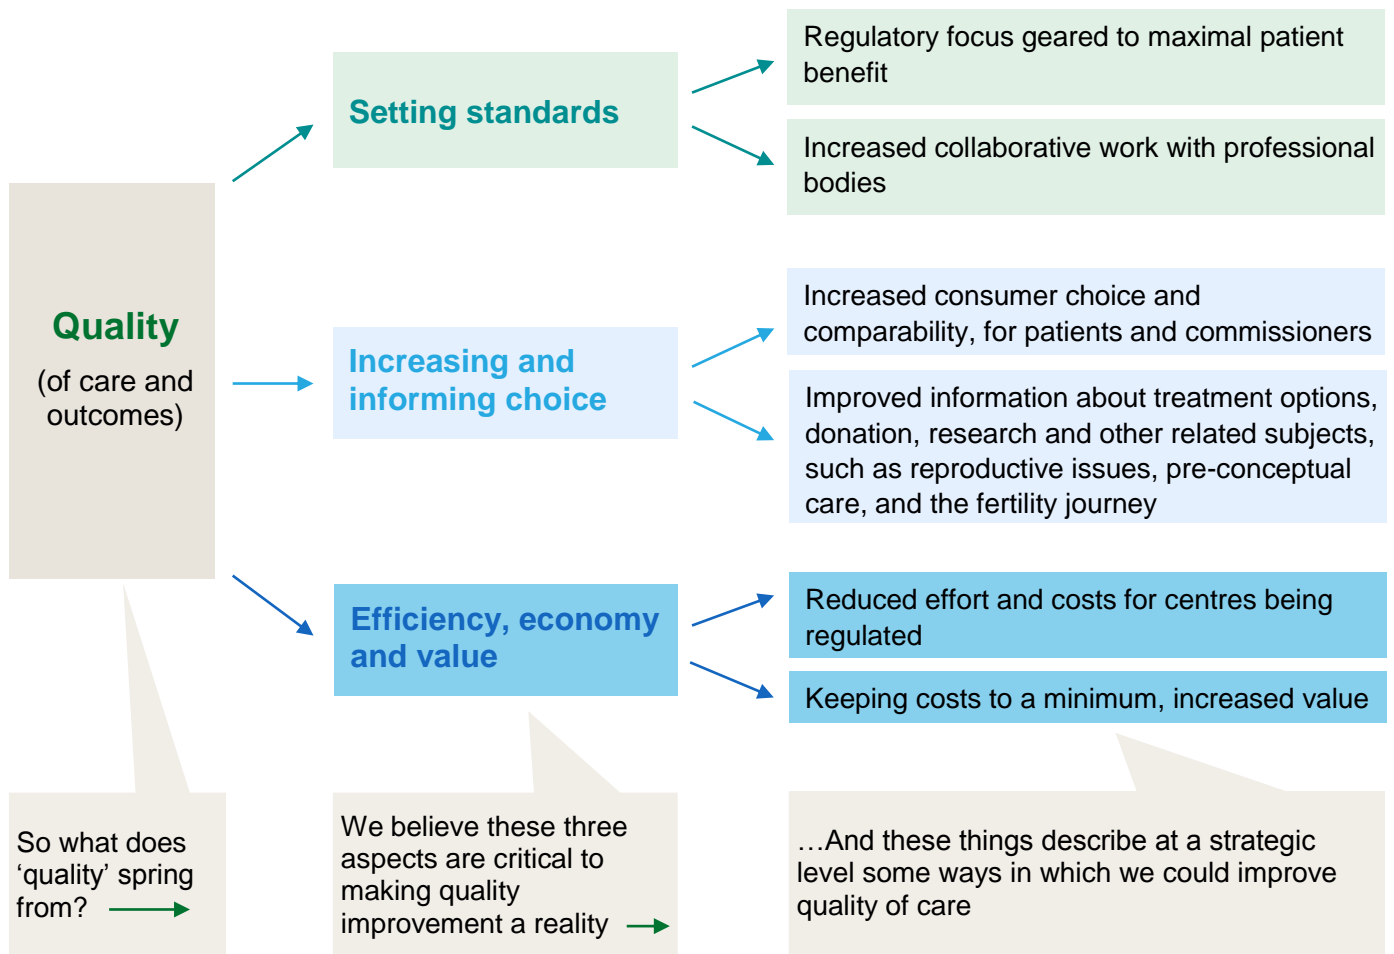 Quality
(of care and
outcomes)
Setting standards
Regulatory focus geared to maximal patient
benefit
Increased collaborative work with professional
bodies
Increasing and
informing choice
Increased consumer choice and
comparability, for patients and commissioners
Improved information about treatment options,
donation, research and other related subjects,
such as reproductive issues, pre-conceptual
care, and the fertility journey
Efficiency, economy
and value
Reduced effort and costs for centres being
regulated
Keeping costs to a minimum, increased value
So what does
‘quality’ spring
from?
We believe these three
aspects are critical to
making quality
improvement a reality
…And these things describe at a strategic
level some ways in which we could improve
quality of care